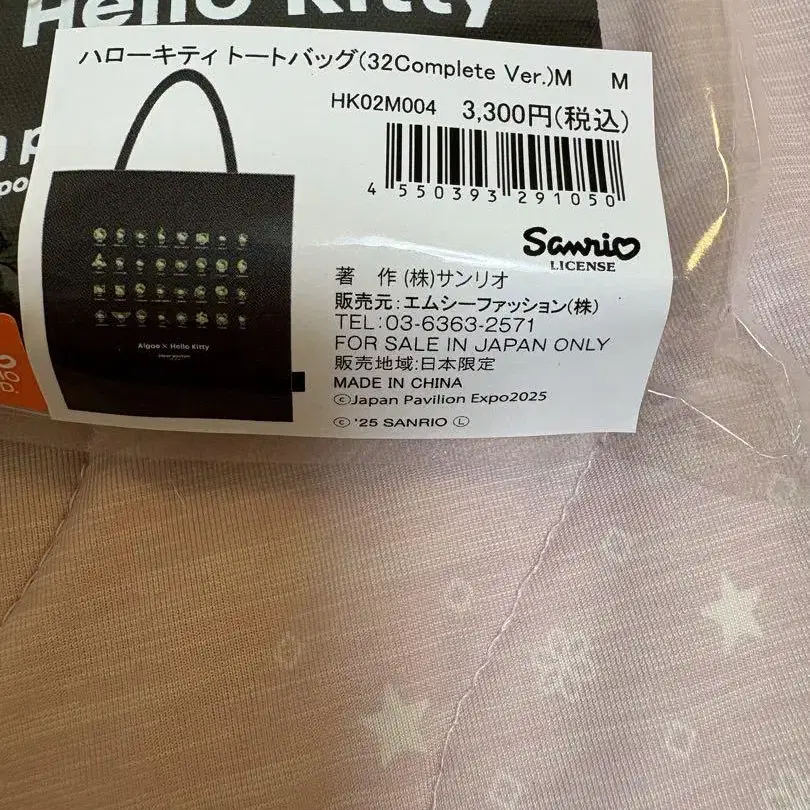 Hello Kitty
ハローキティトートバッグ(32Complete Ver.)M M
HK02M004 3,300円(税込)
4 550393 291050
Sanrio
LICENSE
著 作 (株)サンリオ
販売元:エムシーファッション(株)
TEL:03-6363-2571
FOR SALE IN JAPAN ONLY
販売地域:日本限定
MADE IN CHINA
©Japan Pavilion Expo2025
© '25 SANRIO Ⓛ
Algae × Hello Kitty